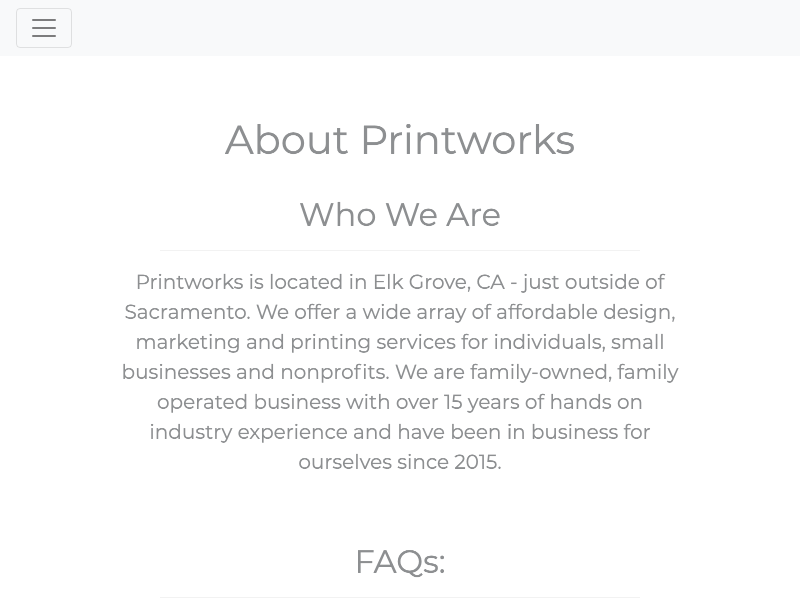 About Printworks
Who We Are
Printworks is located in Elk Grove, CA - just outside of
Sacramento. We offer a wide array of affordable design,
marketing and printing services for individuals, small
businesses and nonprofits. We are family-owned, family
operated business with over 15 years of hands on
industry experience and have been in business for
ourselves since 2015.
FAQs: